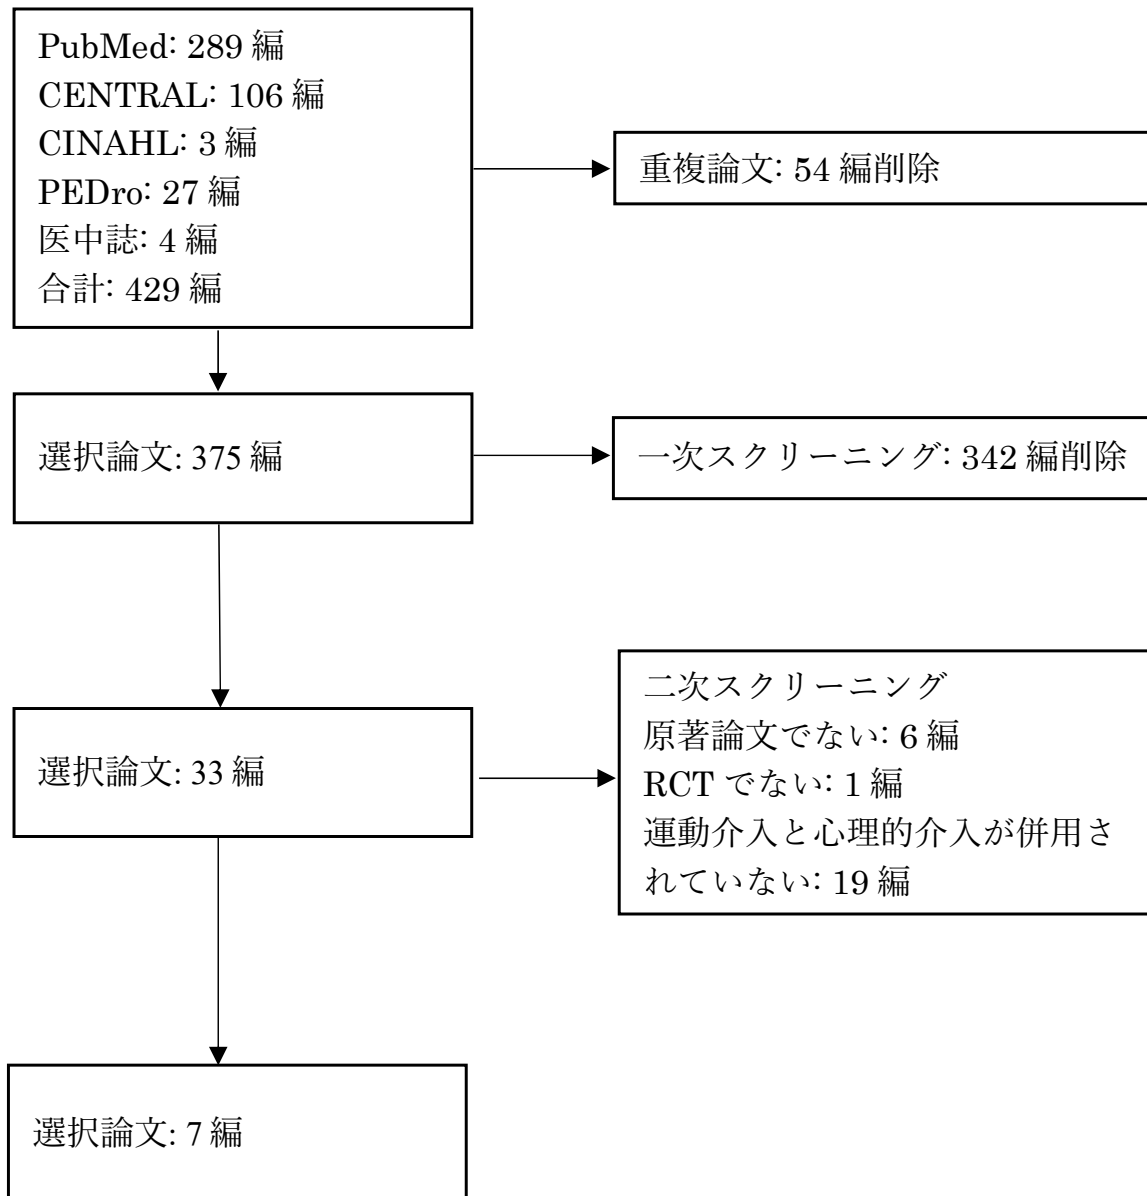 PubMed: 289 編
CENTRAL: 106 編
CINAHL: 3 編
PEDro: 27 編
医中誌: 4 編
合計: 429 編
重複論文: 54 編削除
選択論文: 375 編
一次スクリーニング: 342 編削除
選択論文: 33 編
二次スクリーニング
原著論文でない: 6 編
RCT でない: 1 編
運動介入と心理的介入が併用さ
れていない: 19 編
選択論文: 7 編